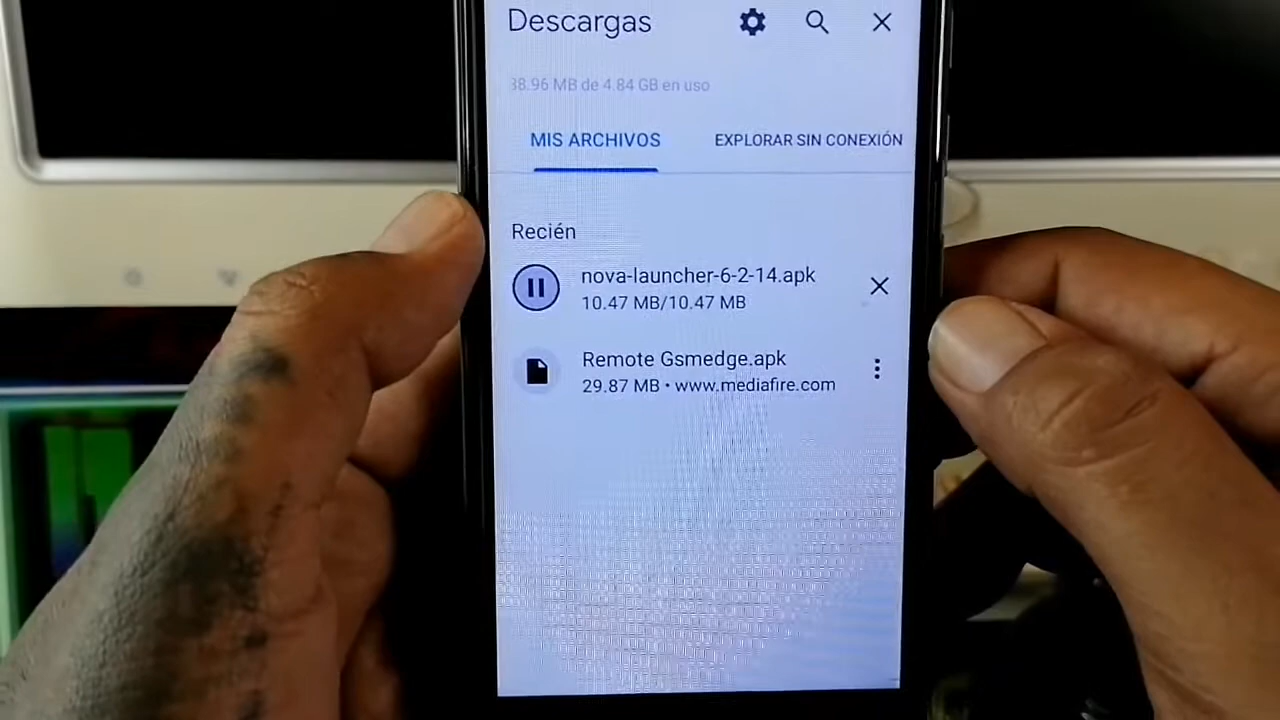 Descargas
38.96 MB de 4.84 GB en uso
MIS ARCHIVOS
EXPLORAR SIN CONEXIÓN
Recién
nova-launcher-6-2-14.apk
10.47 MB/10.47 MB
Remote Gsmedge.apk
29.87 MB • www.mediafire.com